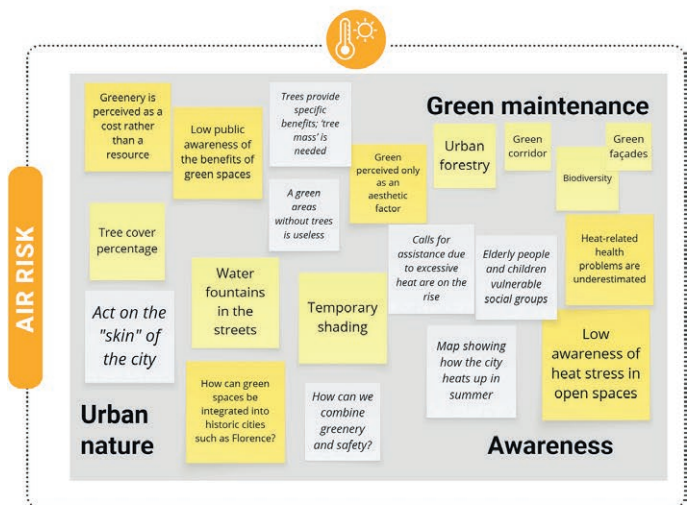 AIR RISK
Greenery is
perceived as a
cost rather
than a
resource
Low public
awareness of
the benefits of
green spaces
Trees provide
specific
benefits; 'tree
mass' is
needed
Green maintenance
Green
perceived only
as an
aesthetic
factor
Urban
forestry
Green
corridor
Biodiversity
Green
façades
A green
areas
without trees
is useless
Tree cover
percentage
Water
fountains
in the
streets
Temporary
shading
Calls for
assistance due
to excessive
heat are on the
rise
Elderly people
and children
vulnerable
social groups
Heat-related
health
problems are
underestimated
Act on the
"skin" of
the city
Map showing
how the city
heats up in
summer
Low
awareness of
heat stress in
open spaces
Urban
nature
How can green
spaces be
integrated into
historic cities
such as Florence?
How can we
combine
greenery
and safety?
Awareness